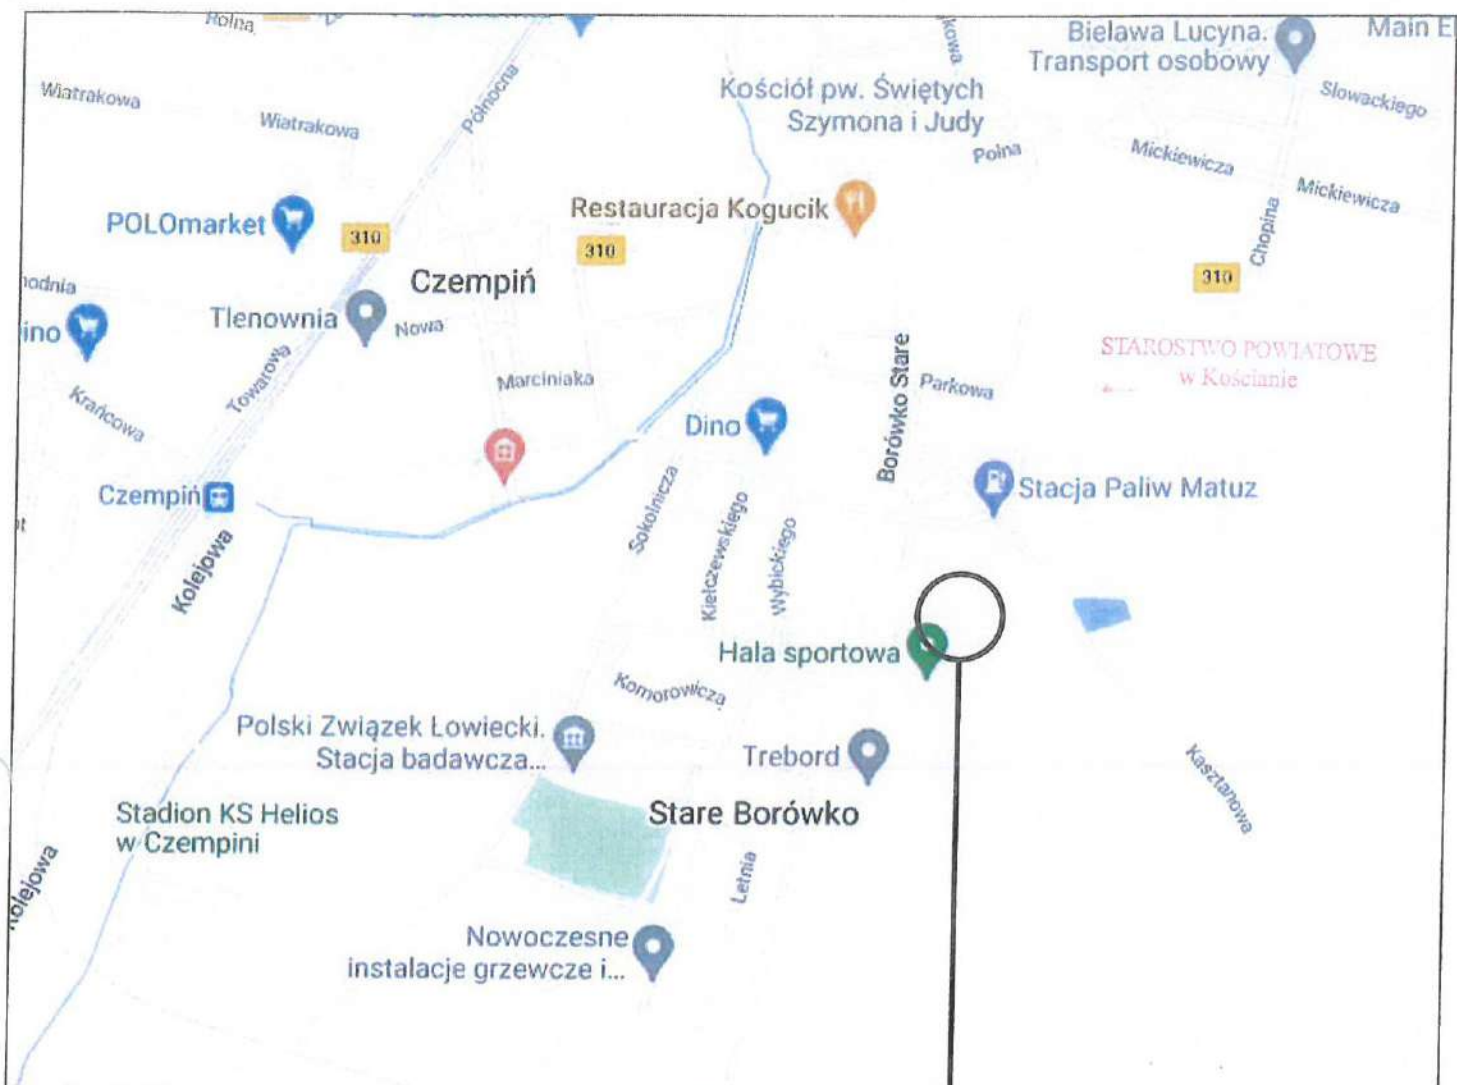 Rolna
Bielawa Lucyna.
Transport osobowy
Main
Wiatrakowa
Wiatrakowa
Północna
Kościół pw. Świętych
Szymona i Judy
Polna
Słowackiego
Mickiewicza
Mickiewicza
Chopina
POLOmarket
310
Restauracja Kogucik
310
310
Czempiń
Tlenownia
Nowa
Towarowa
Marciniaka
Krańcowa
STAROSTWO POWIATOWE
w Kościanie
Borówko Stare
Parkowa
Dino
Czempiń
Stacja Paliw Matuz
Kolejowa
Sokolnicza
Kiełczewskiego
Wybickiego
Hala sportowa
Komorowicza
Polski Związek Łowiecki.
Stacja badawcza...
Trebord
Kasztanowa
Stadion KS Helios
w Czempini
Stare Borówko
Letnia
Nowoczesne
instalacje grzewcze i...